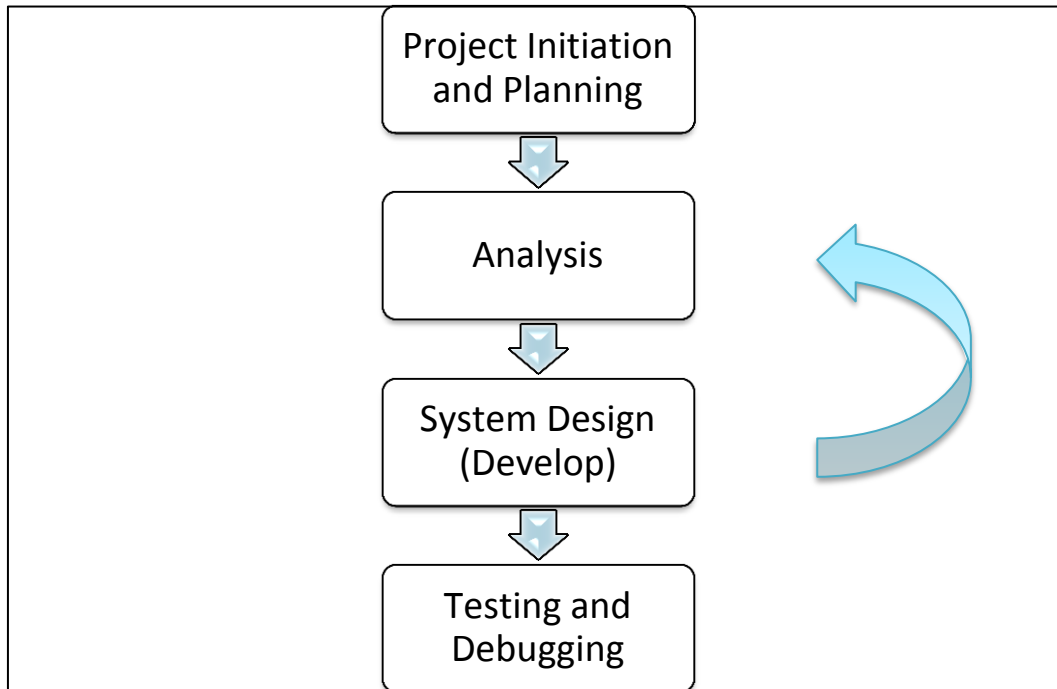 Project Initiation
and Planning
Analysis
System Design
(Develop)
Testing and
Debugging